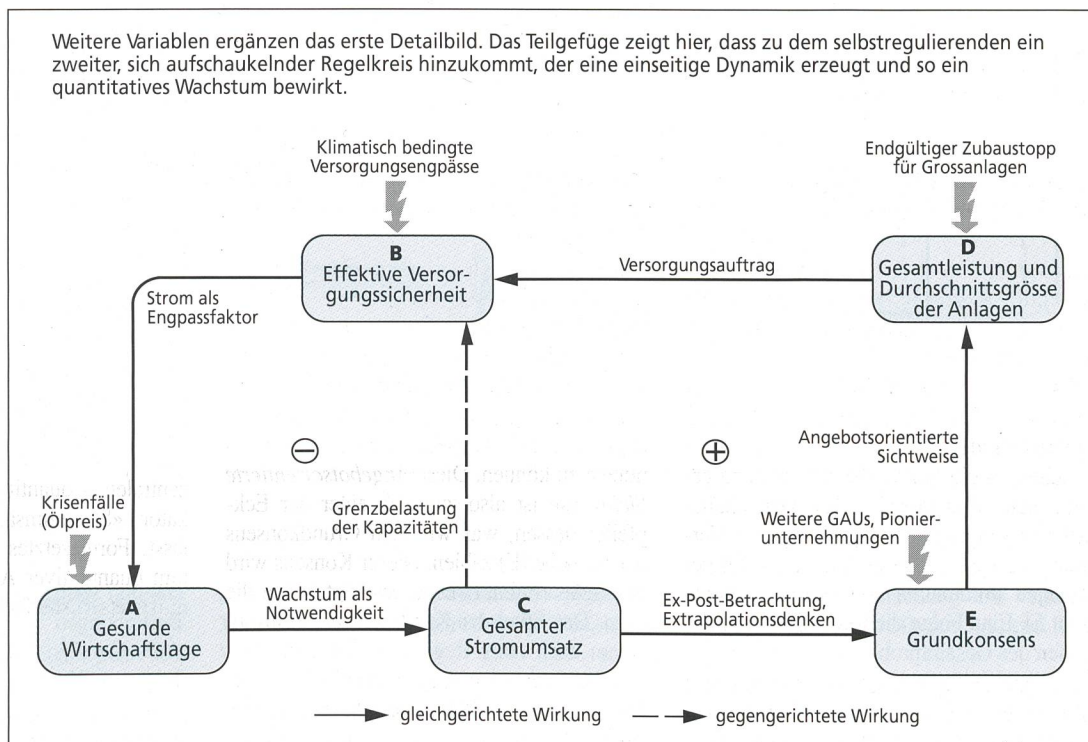 Weitere Variablen ergänzen das erste Detailbild. Das Teilgefüge zeigt hier, dass zu dem selbstregulierenden ein
zweiter, sich aufschaukelnder Regelkreis hinzukommt, der eine einseitige Dynamik erzeugt und so ein
quantitatives Wachstum bewirkt.
Klimatisch bedingte
Versorgungsengpässe
Endgültiger Zubaustopp
für Grossanlagen
B
Effektive Versor-
gungssicherheit
Versorgungsauftrag
D
Gesamtleistung und
Durchschnittsgrösse
der Anlagen
Strom als
Engpassfaktor
−
+
Angebotsorientierte
Sichtweise
Krisenfälle
(Ölpreis)
Grenzbelastung
der Kapazitäten
Weitere GAUs, Pionier-
unternehmungen
A
Gesunde
Wirtschaftslage
Wachstum als
Notwendigkeit
C
Gesamter
Stromumsatz
Ex-Post-Betrachtung,
Extrapolationsdenken
E
Grundkonsens
gleichgerichtete Wirkung
gegengerichtete Wirkung